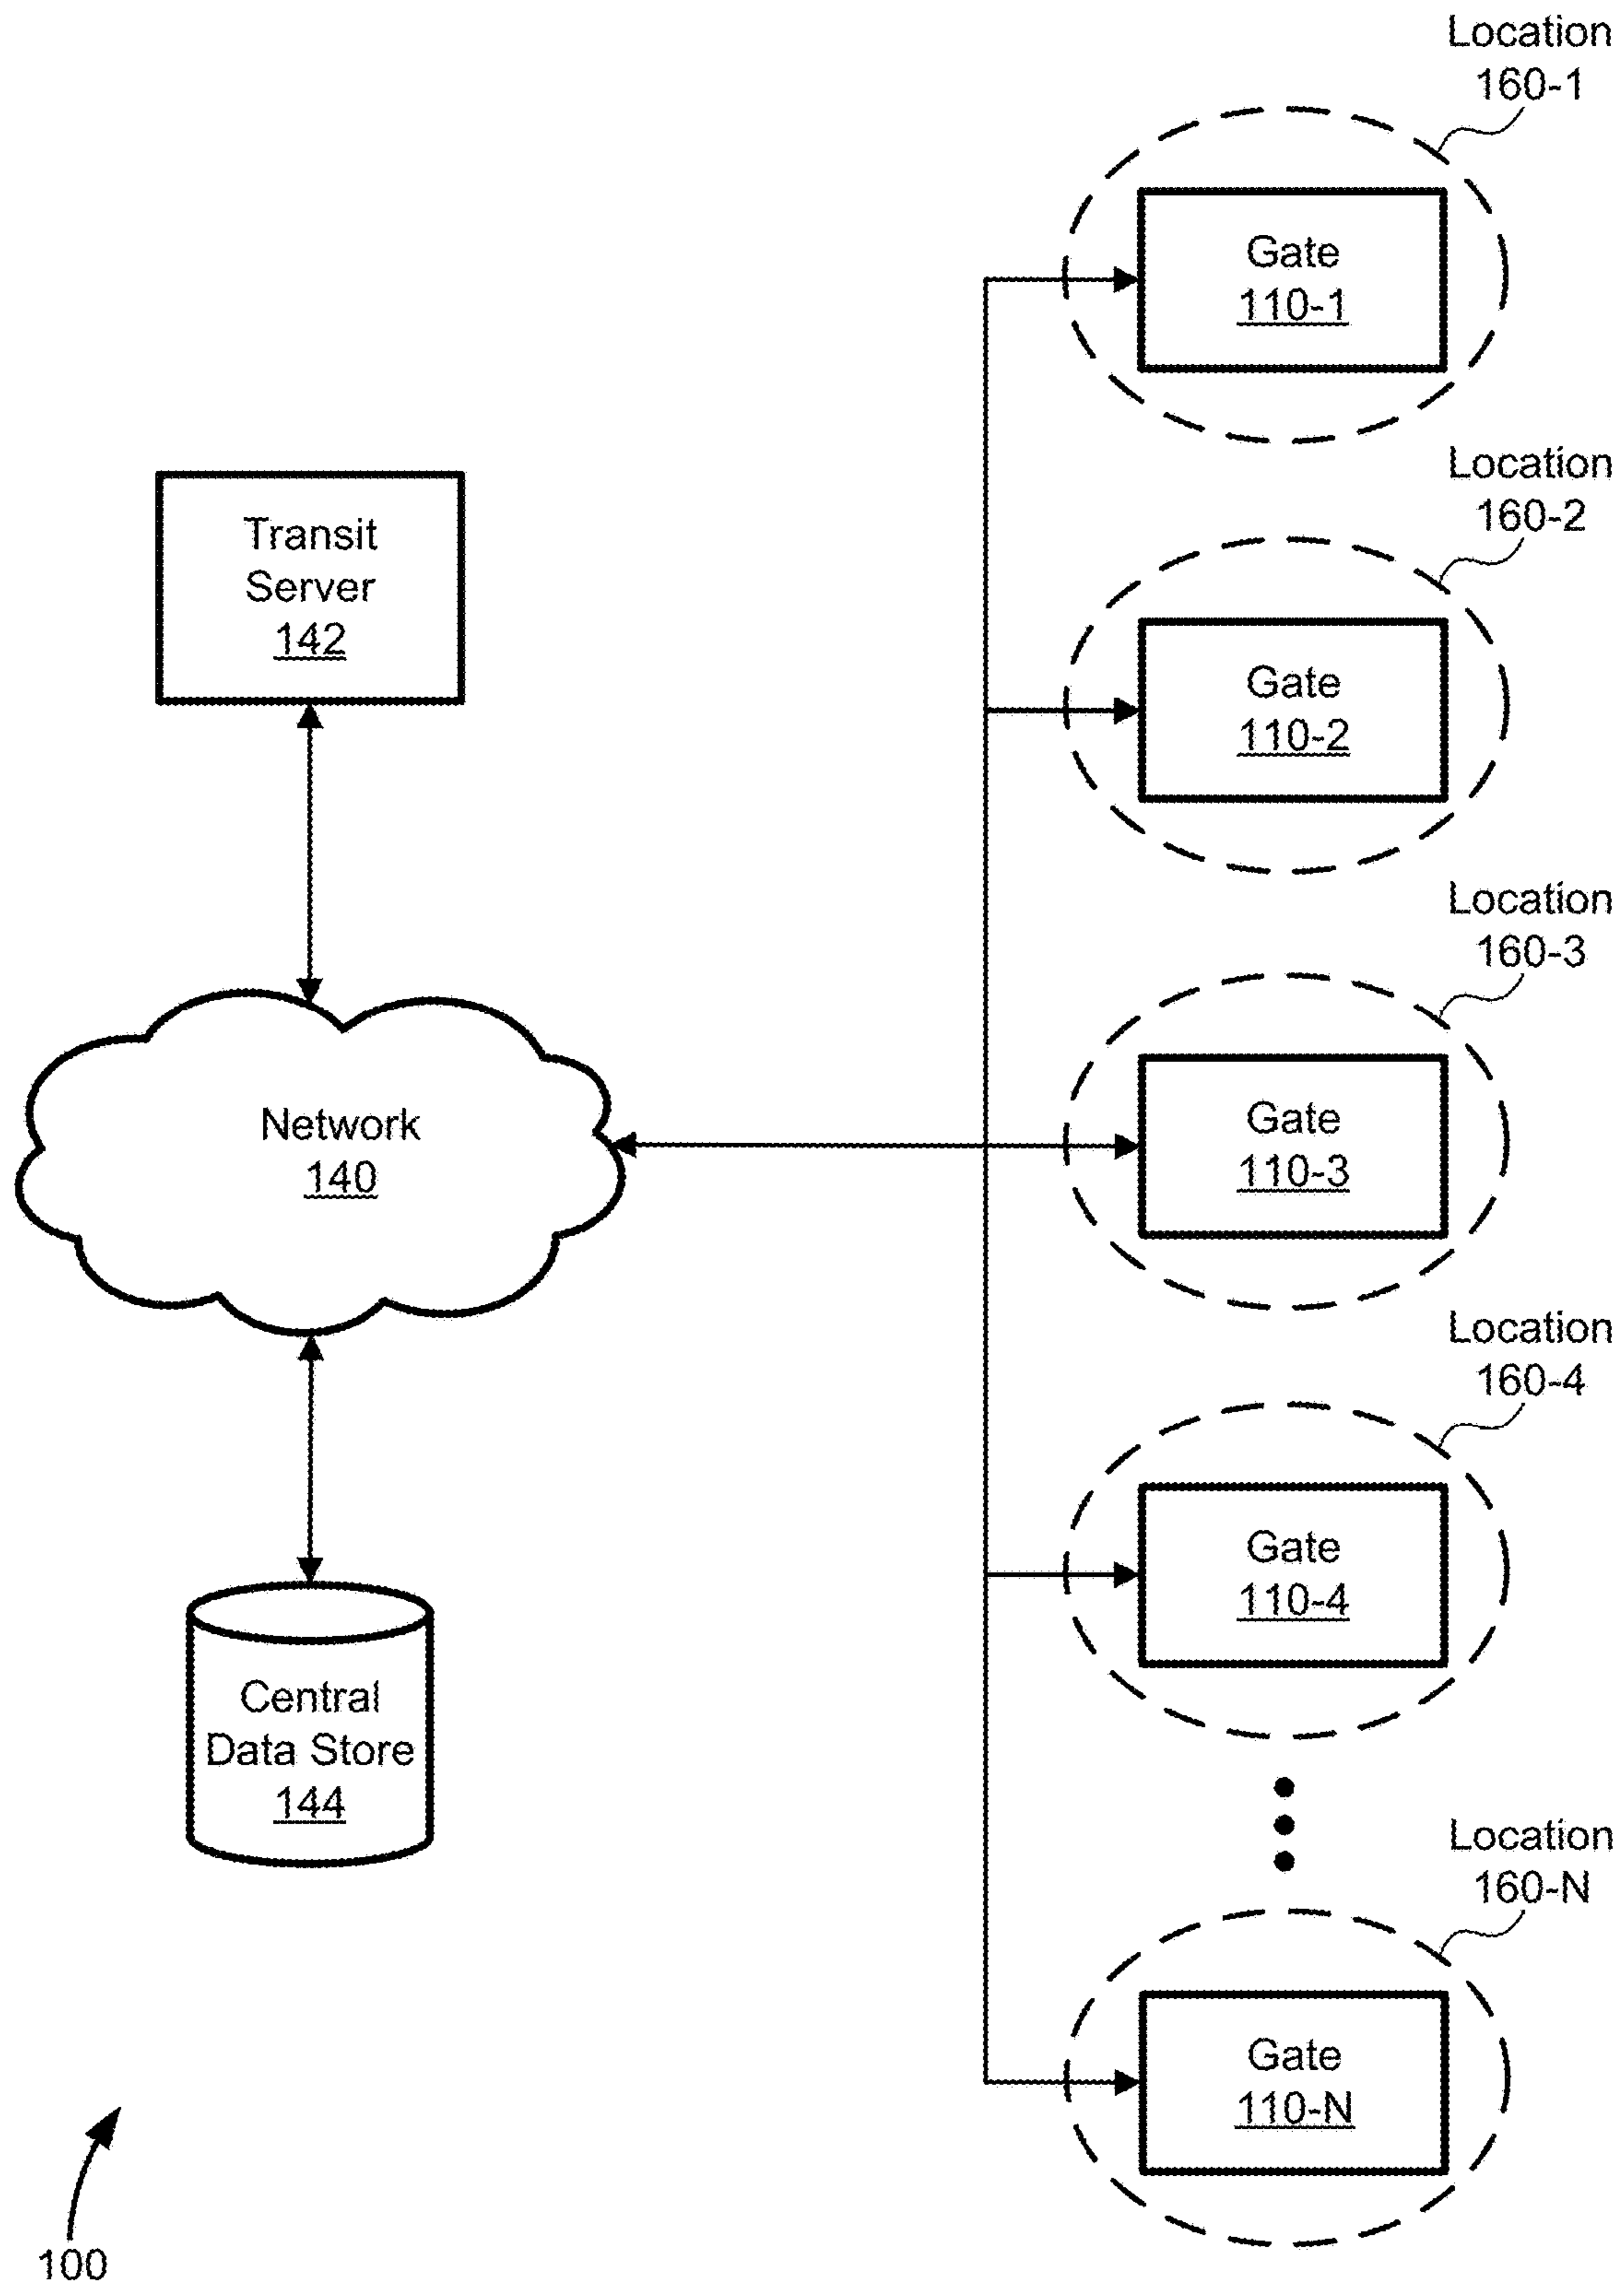 Location
160-1
Gate
110-1
Location
160-2
Transit
Server
142
Gate
110-2
Location
160-3
Network
140
Gate
110-3
Location
160-4
Gate
110-4
Central
Data Store
144
Location
160-N
Gate
110-N
100